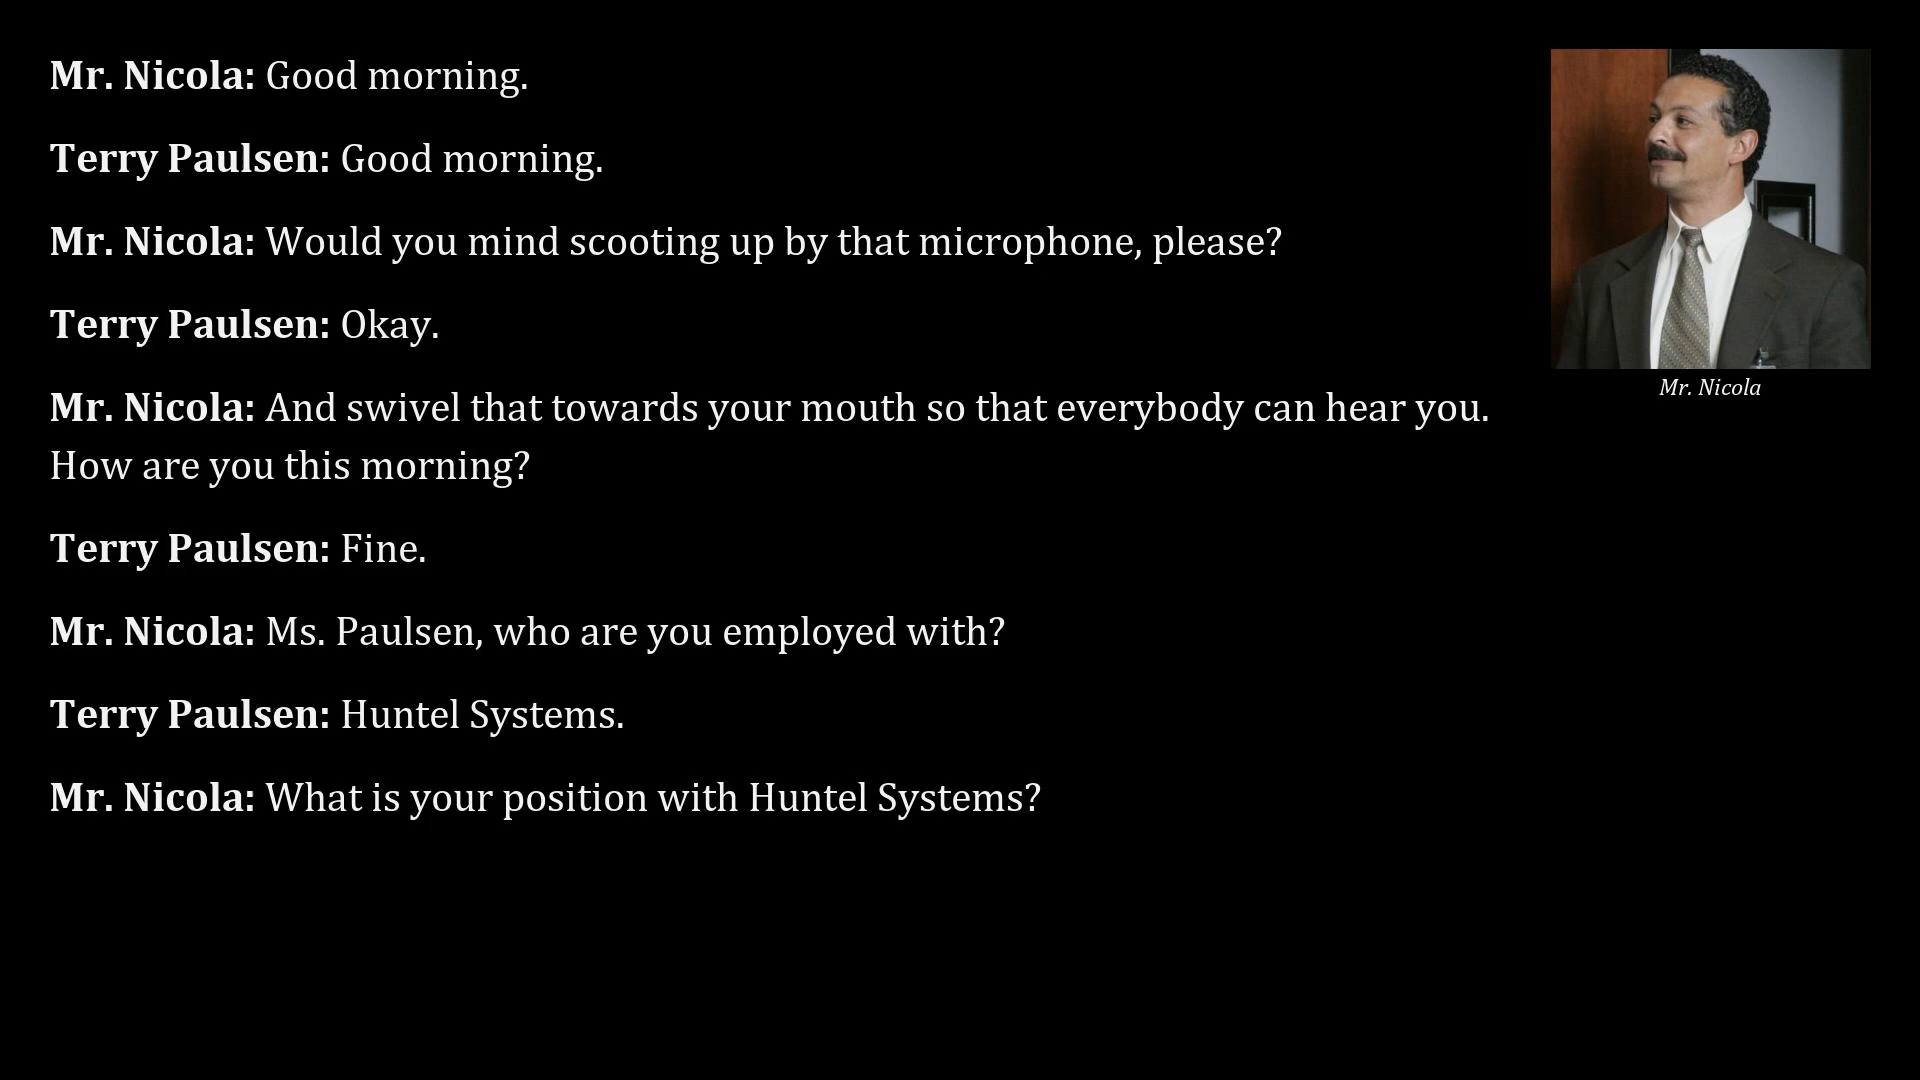 Mr. Nicola: Good morning.
Terry Paulsen: Good morning.
Mr. Nicola: Would you mind scooting up by that microphone, please?
Terry Paulsen: Okay.
Mr. Nicola: And swivel that towards your mouth so that everybody can hear you.
How are you this morning?
Terry Paulsen: Fine.
Mr. Nicola: Ms. Paulsen, who are you employed with?
Terry Paulsen: Huntel Systems.
Mr. Nicola: What is your position with Huntel Systems?
Mr. Nicola